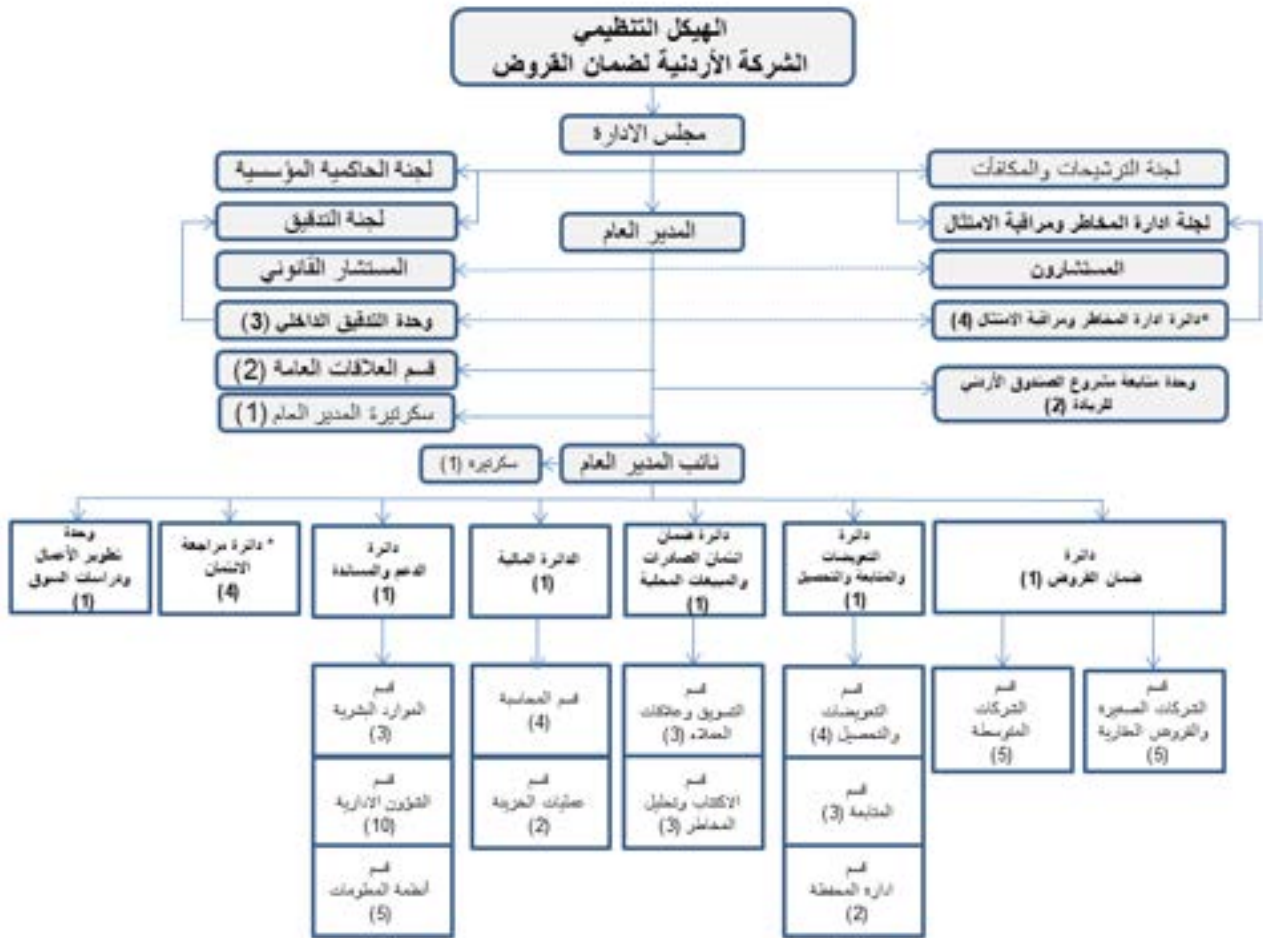 الهيكل التنظيمي
الشركة الأردنية لضمان القروض
مجلس الادارة
لجنة الترشيحات والمكافآت
لجنة الحاكمية المؤسسية
لجنة ادارة المخاطر ومراقبة الامتثال
المدير العام
لجنة التدقيق
المستشارون
المستشار القانوني
*دائرة ادارة المخاطر ومراقبة الامتثال (4)
وحدة التدقيق الداخلي (3)
قسم العلاقات العامة (2)
وحدة متابعة مشروع الصندوق الأردني
للريادة (2)
سكرتيرة المدير العام (1)
نائب المدير العام
سكرتيرة (1)
دائرة
ضمان القروض (1)
دائرة
التعويضات
والمتابعة والتحصيل
(1)
دائرة ضمان
ائتمان الصادرات
والمبيعات المحلية
(1)
الدائرة المالية
(1)
دائرة
الدعم والمساندة
(1)
* دائرة مراجعة
الائتمان
(4)
وحدة
تطوير الأعمال
ودراسات السوق
(1)
قسم
الشركات الصغيرة
والقروض العقارية
(5)
قسم
الشركات
المتوسطة
(5)
قسم
التعويضات
والتحصيل (4)
قسم
المتابعة (3)
قسم
ادارة المحفظة
(2)
قسم
التسويق وعلاقات
العملاء (3)
قسم
الاكتتاب وتحليل
المخاطر (3)
قسم المحاسبة
(4)
قسم
عمليات الخزينة
(2)
قسم
الموارد البشرية
(3)
قسم
الشؤون الادارية
(10)
قسم
أنظمة المعلومات
(5)